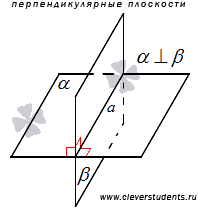 перпендикулярные плоскости
α ⊥ β
α
a
β
www.cleverstudents.ru